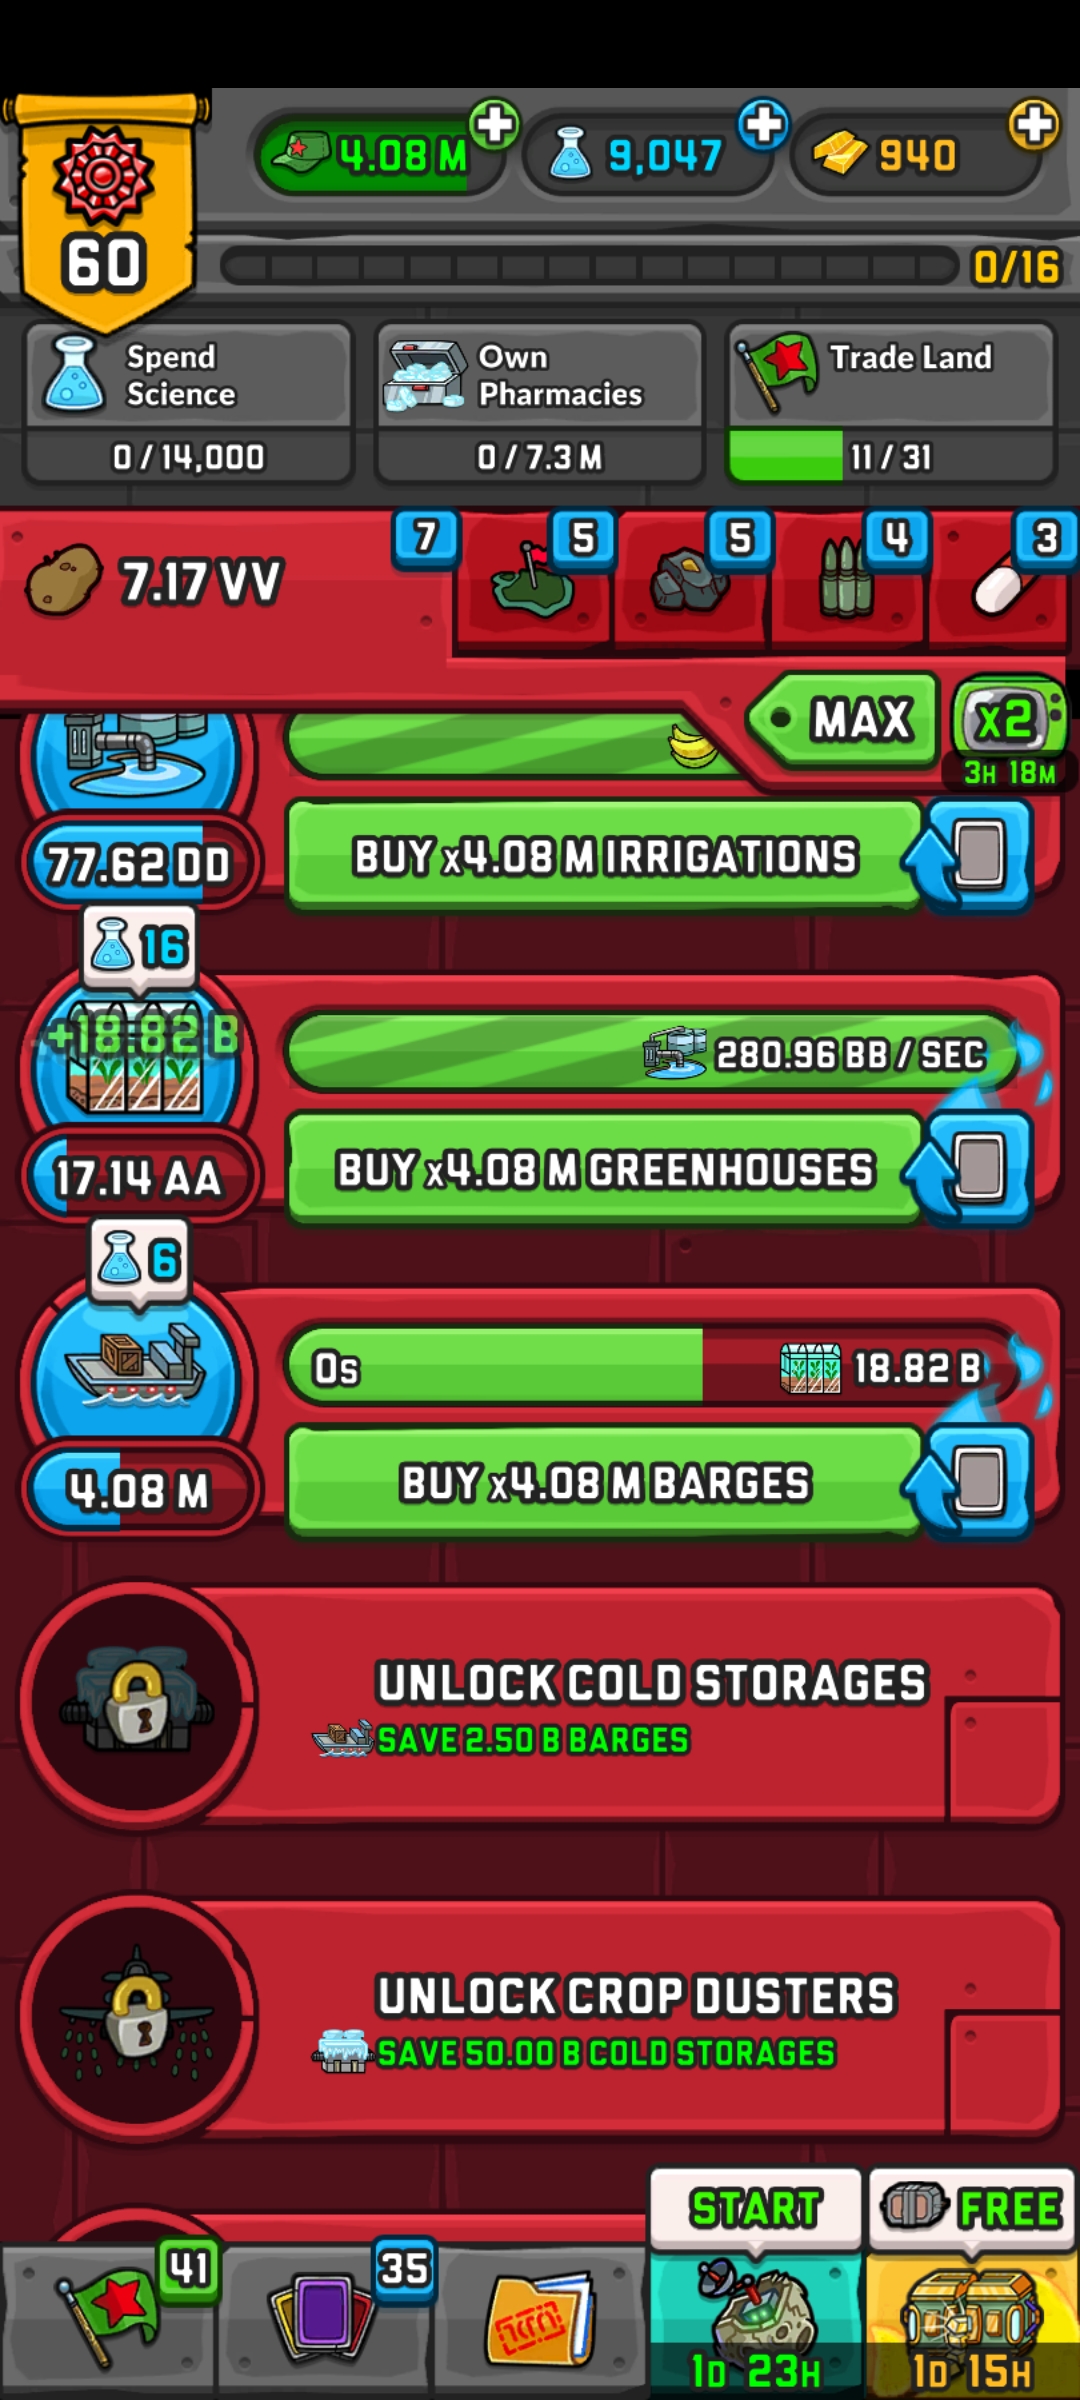 60
4.08 M
9,047
940
0/16
Spend
Science
0 / 14,000
Own
Pharmacies
0 / 7.3 M
Trade Land
11 / 31
7.17 VV
7
5
5
4
3
MAX
x2
3H 18M
77.62 DD
BUY x4.08 M IRRIGATIONS
16
+18.82 B
280.96 BB / SEC
17.14 AA
BUY x4.08 M GREENHOUSES
6
0s
18.82 B
4.08 M
BUY x4.08 M BARGES
UNLOCK COLD STORAGES
SAVE 2.50 B BARGES
UNLOCK CROP DUSTERS
SAVE 50.00 B COLD STORAGES
START
FREE
41
35
1D 23H
1D 15H